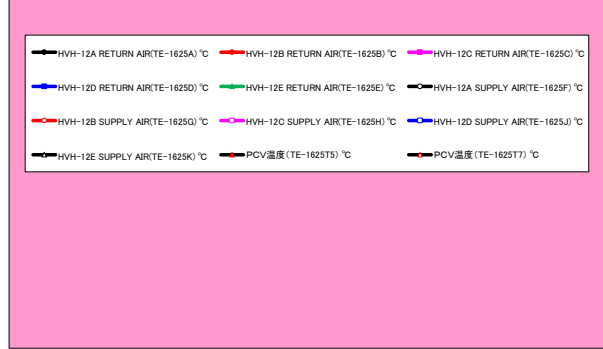 HVH-12A RETURN AIR(TE-1625A) ℃ HVH-12B RETURN AIR(TE-1625B) ℃ HVH-12C RETURN AIR(TE-1625C) ℃
HVH-12D RETURN AIR(TE-1625D) ℃ HVH-12E RETURN AIR(TE-1625E) ℃ HVH-12A SUPPLY AIR(TE-1625F) ℃
HVH-12B SUPPLY AIR(TE-1625G) ℃ HVH-12C SUPPLY AIR(TE-1625H) ℃ HVH-12D SUPPLY AIR(TE-1625J) ℃
HVH-12E SUPPLY AIR(TE-1625K) ℃ PCV温度(TE-1625T5) ℃ PCV温度(TE-1625T7) ℃